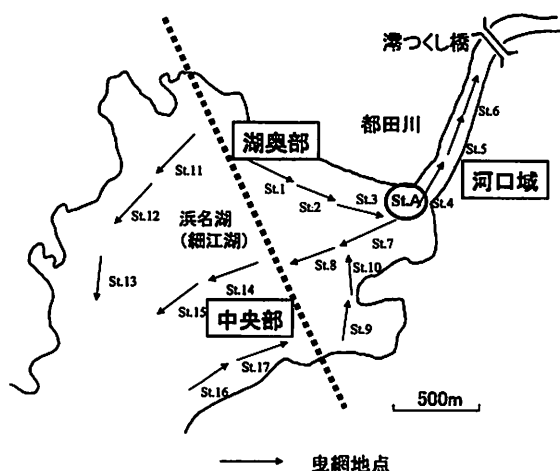 澪つくし橋
都田川
St.6
湖奥部
St.5
河口域
St.11
St.1
St.3
St.A
St.4
St.2
St.12
浜名湖
(細江湖)
St.7
St.8
St.10
St.13
St.14
St.15
中央部
St.9
St.17
St.16
500m
曳網地点